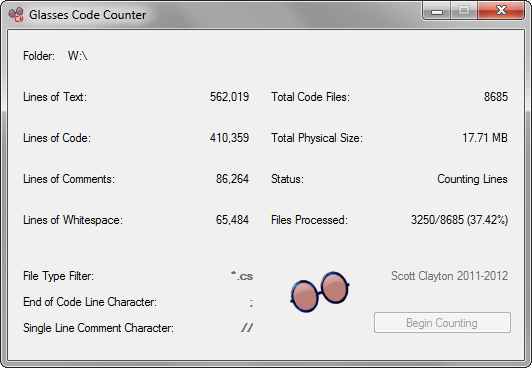 Glasses Code Counter
Folder: W:\
Lines of Text: 562,019 Total Code Files: 8685
Lines of Code: 410,359 Total Physical Size: 17.71 MB
Lines of Comments: 86,264 Status: Counting Lines
Lines of Whitespace: 65,484 Files Processed: 3250/8685 (37.42%)
File Type Filter: *.cs Scott Clayton 2011-2012
End of Code Line Character: ;
Single Line Comment Character: //
Begin Counting